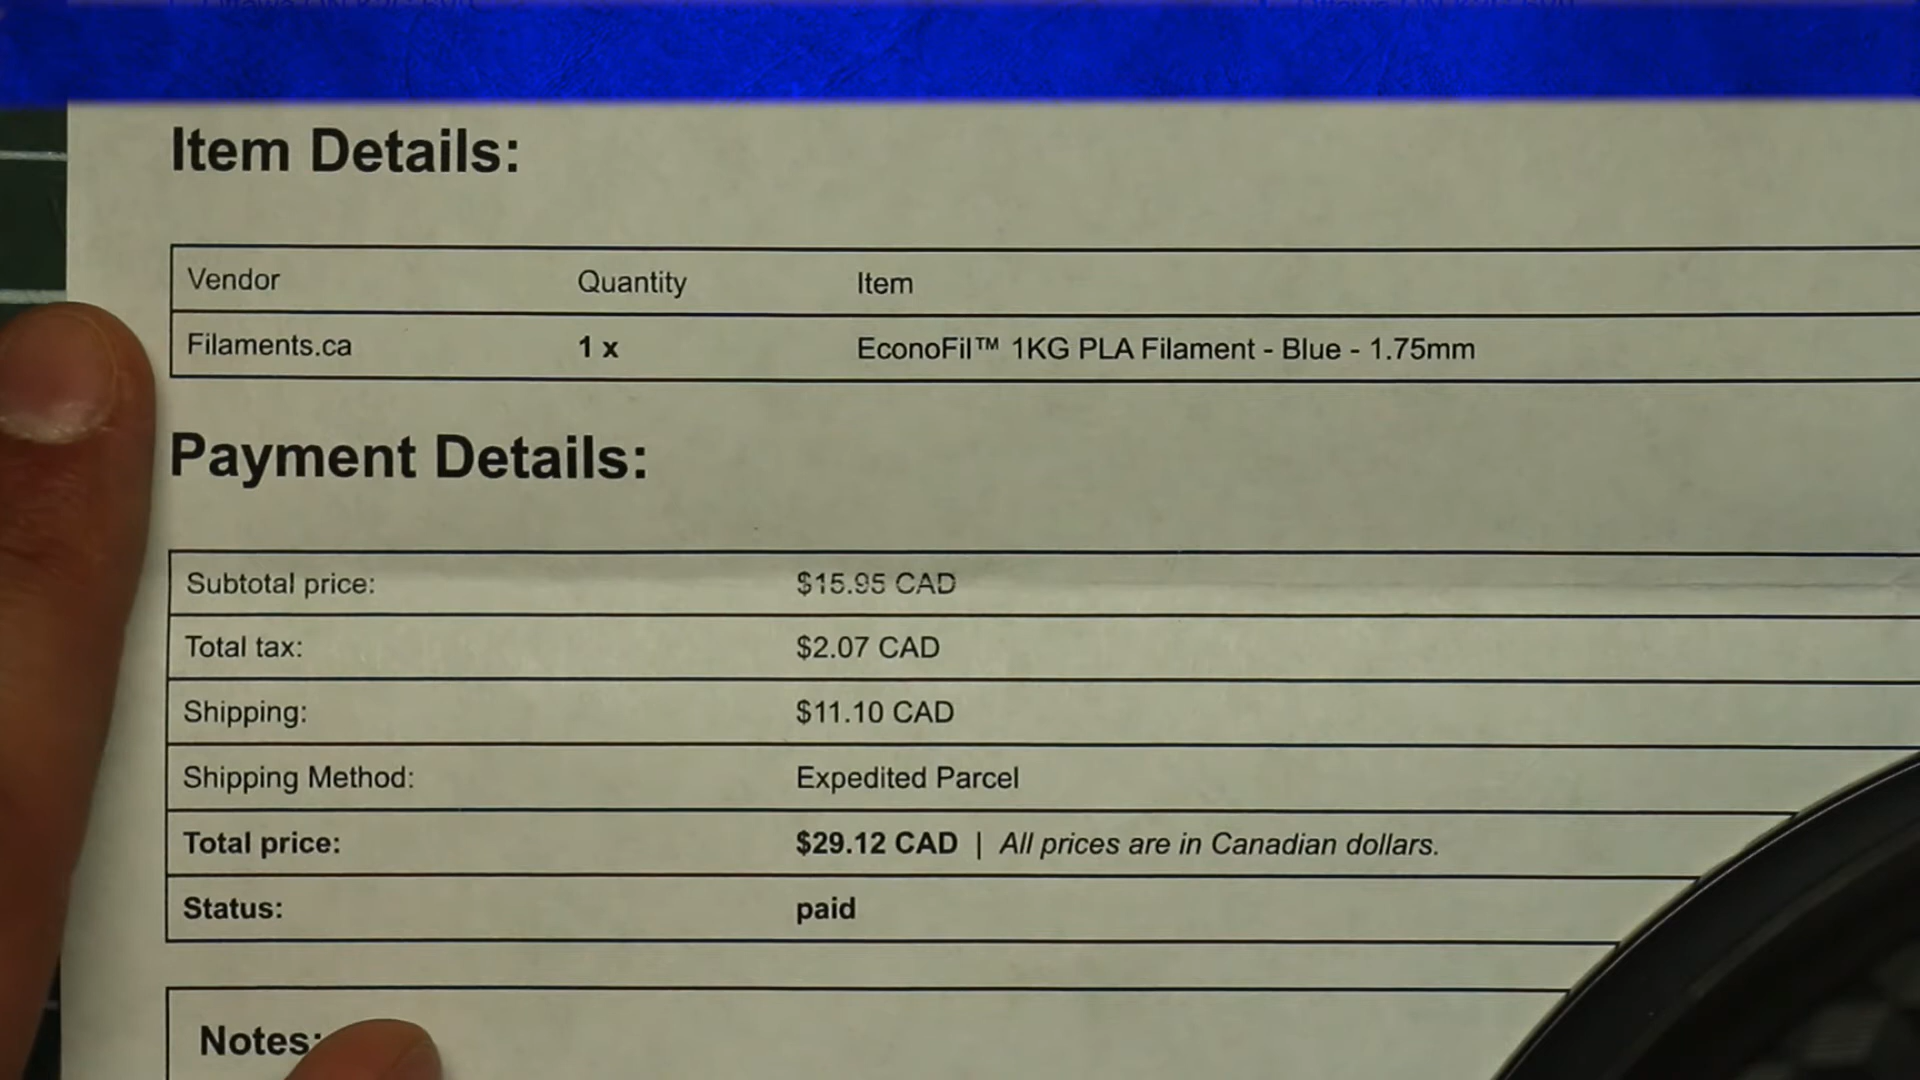 Item Details:
Vendor Quantity Item
Filaments.ca 1 x EconoFil™ 1KG PLA Filament - Blue - 1.75mm
Payment Details:
Subtotal price: $15.95 CAD
Total tax: $2.07 CAD
Shipping: $11.10 CAD
Shipping Method: Expedited Parcel
Total price: $29.12 CAD | All prices are in Canadian dollars.
Status: paid
Notes: